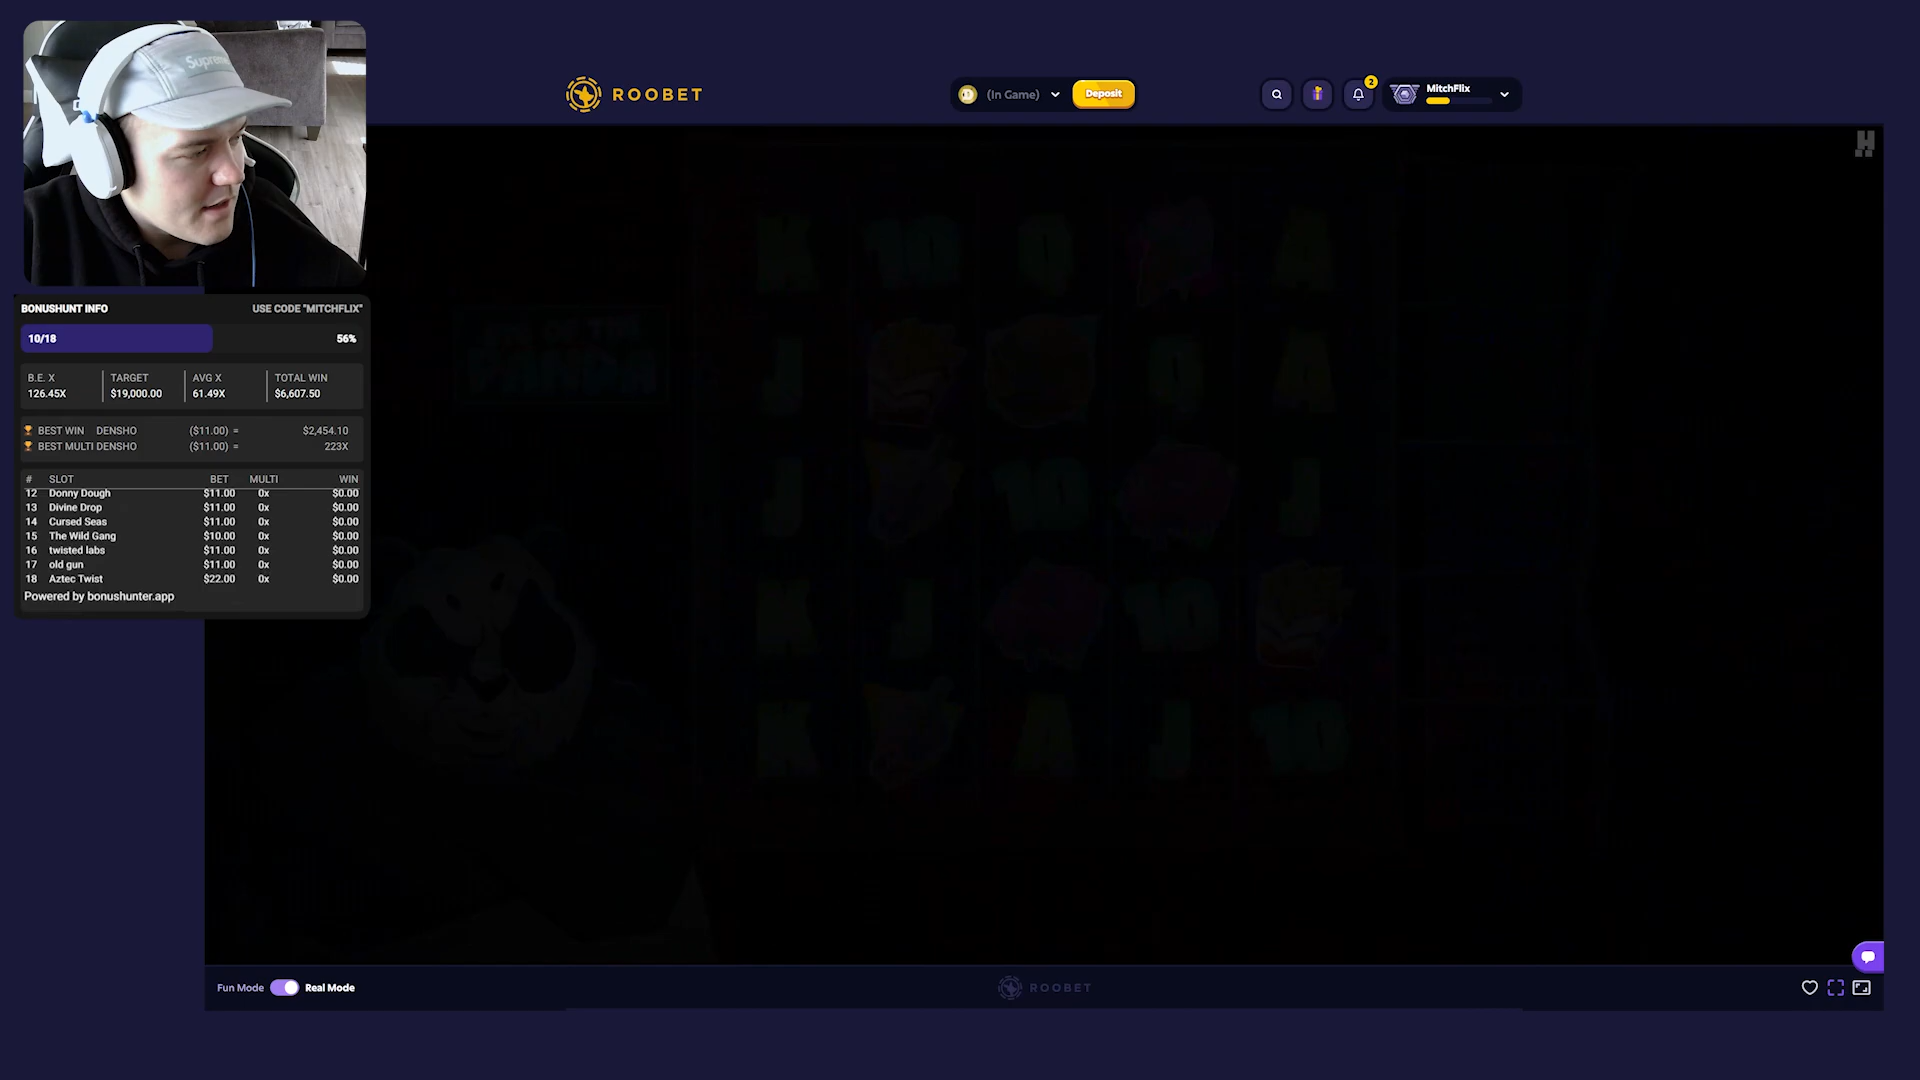 Supreme
ROOBET
(In Game)
Deposit
2
MitchFlix
BONUSHUNT INFO
USE CODE "MITCHFLIX"
10/18
56%
B.E. X
TARGET
AVG X
TOTAL WIN
126.45X
$19,000.00
61.49X
$6,607.50
BEST WIN DENSHO ($11.00) = $2,454.10
BEST MULTI DENSHO ($11.00) = 223X
# SLOT BET MULTI WIN
12 Donny Dough $11.00 0x $0.00
13 Divine Drop $11.00 0x $0.00
14 Cursed Seas $11.00 0x $0.00
15 The Wild Gang $10.00 0x $0.00
16 twisted labs $11.00 0x $0.00
17 old gun $11.00 0x $0.00
18 Aztec Twist $22.00 0x $0.00
Powered by bonushunter.app
K 10 Q A
J Q A
J 10 J
K J 10
K A J 10
Fun Mode
Real Mode
ROOBET